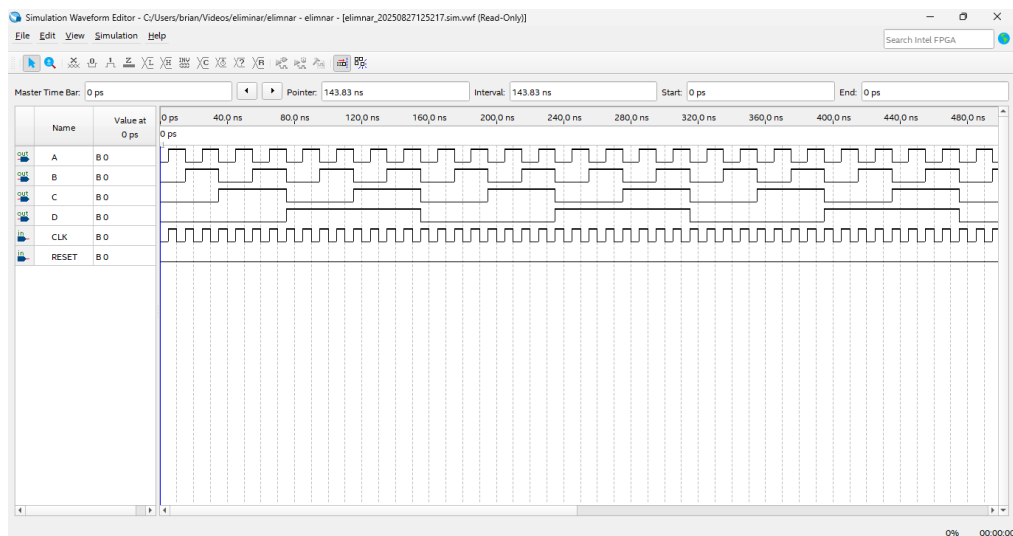 Simulation Waveform Editor - C:/Users/brian/Videos/eliminar/elimnar - elimnar - [elimnar_20250827125217.sim.vwf (Read-Only)]
File Edit View Simulation Help
Search Intel FPGA
Master Time Bar: 0 ps Pointer: 143.83 ns Interval: 143.83 ns Start: 0 ps End: 0 ps
Name Value at 0 ps
0 ps 40.0 ns 80.0 ns 120.0 ns 160.0 ns 200.0 ns 240.0 ns 280.0 ns 320.0 ns 360.0 ns 400.0 ns 440.0 ns 480.0 ns
0 ps
out A B 0
out B B 0
out C B 0
out D B 0
in CLK B 0
in RESET B 0
0% 00:00:00